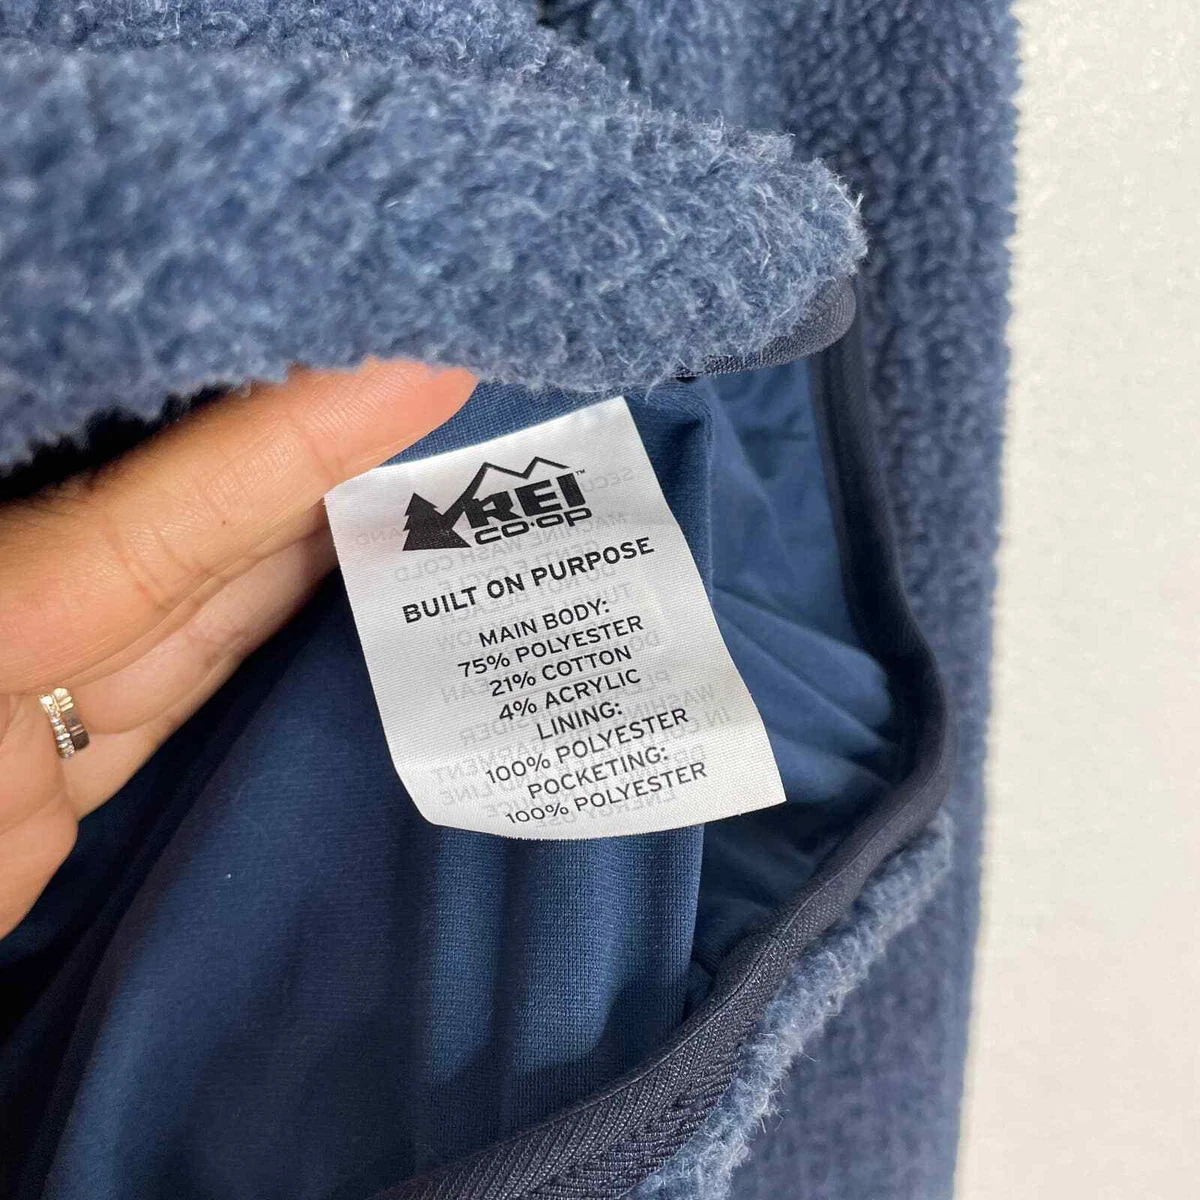 REI
CO·OP™
BUILT ON PURPOSE
MAIN BODY:
75% POLYESTER
21% COTTON
4% ACRYLIC
LINING:
100% POLYESTER
POCKETING:
100% POLYESTER